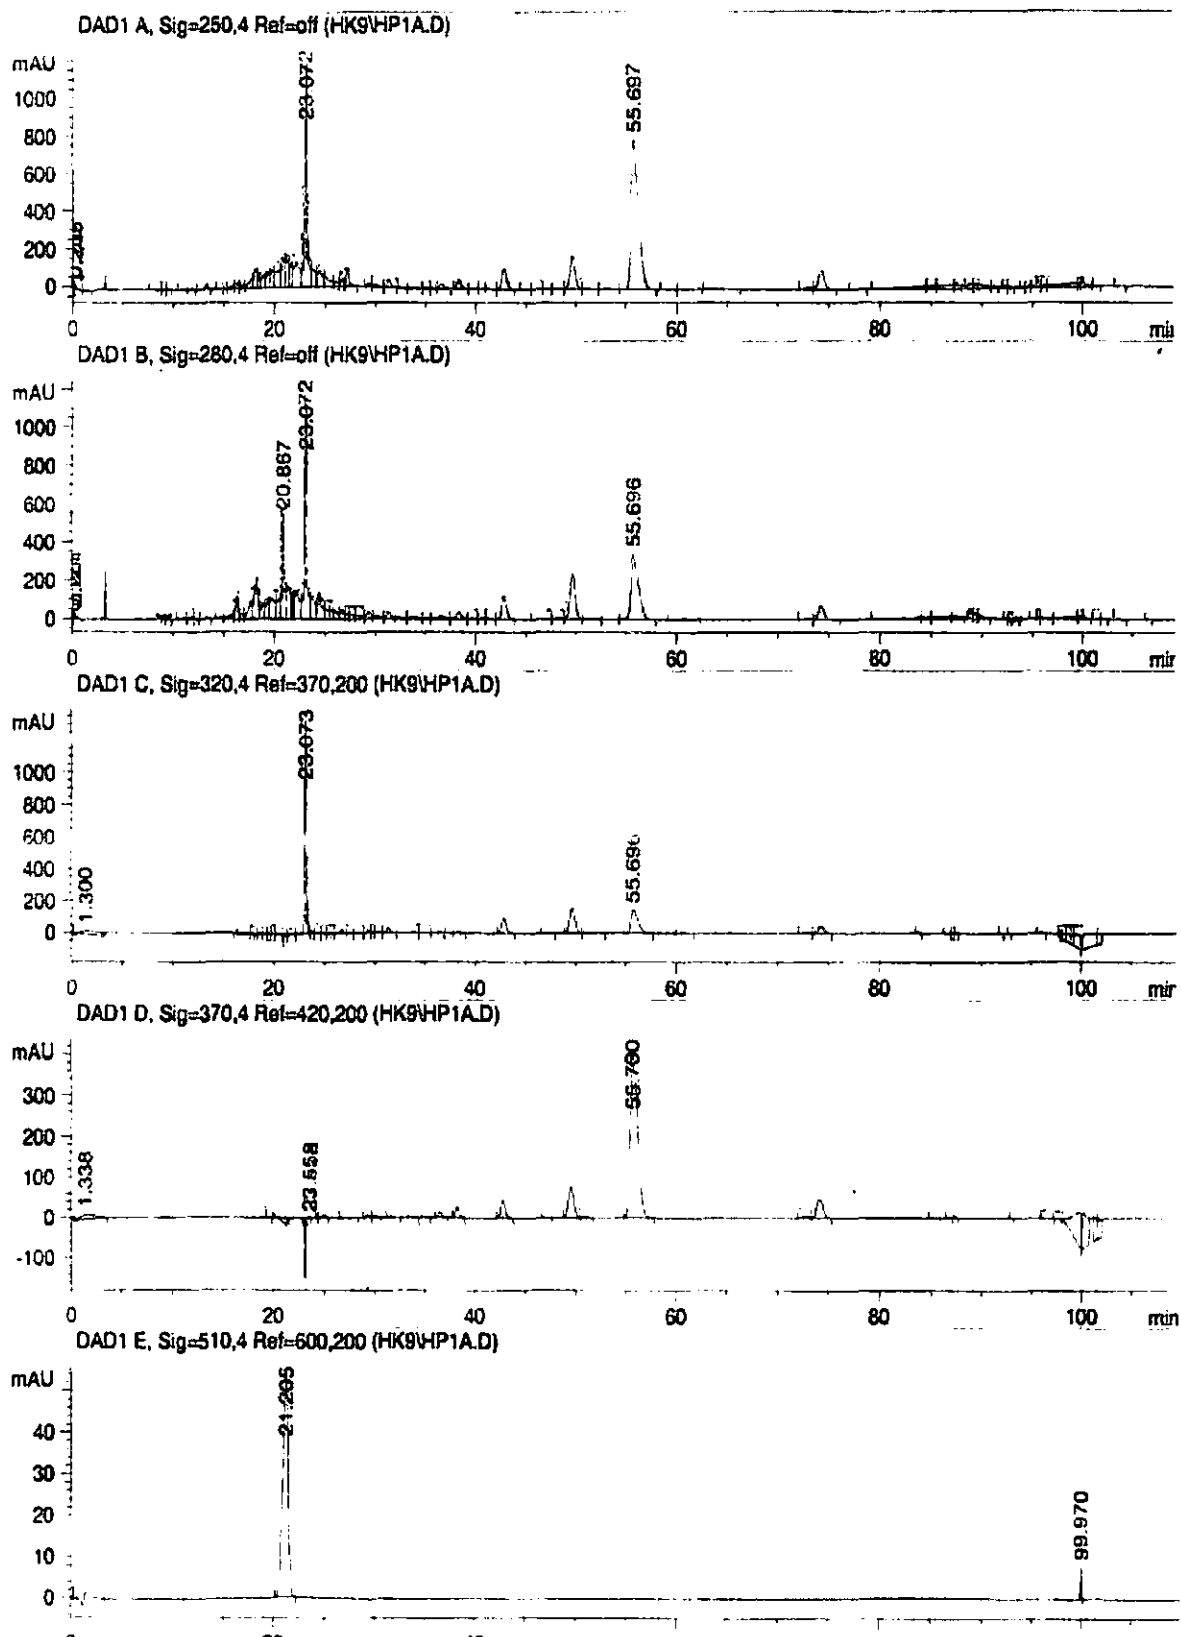 DAD1 A, Sig=250,4 Ref=off (HK9\HP1A.D)
mAU
23.072
55.697
1000
800
600
400
200
0
0 20 40 60 80 100 min
DAD1 B, Sig=280,4 Ref=off (HK9\HP1A.D)
mAU
23.072
1000
20.867
800
55.696
600
400
200
0
0 20 40 60 80 100 min
DAD1 C, Sig=320,4 Ref=370,200 (HK9\HP1A.D)
mAU
23.073
1000
800
600
55.696
400
1.300
200
0
0 20 40 60 80 100 min
DAD1 D, Sig=370,4 Ref=420,200 (HK9\HP1A.D)
mAU
300
200
1.338
23.558
100
0
-100
0 20 40 60 80 100 min
DAD1 E, Sig=510,4 Ref=600,200 (HK9\HP1A.D)
mAU
21.205
40
30
20
99.970
10
0